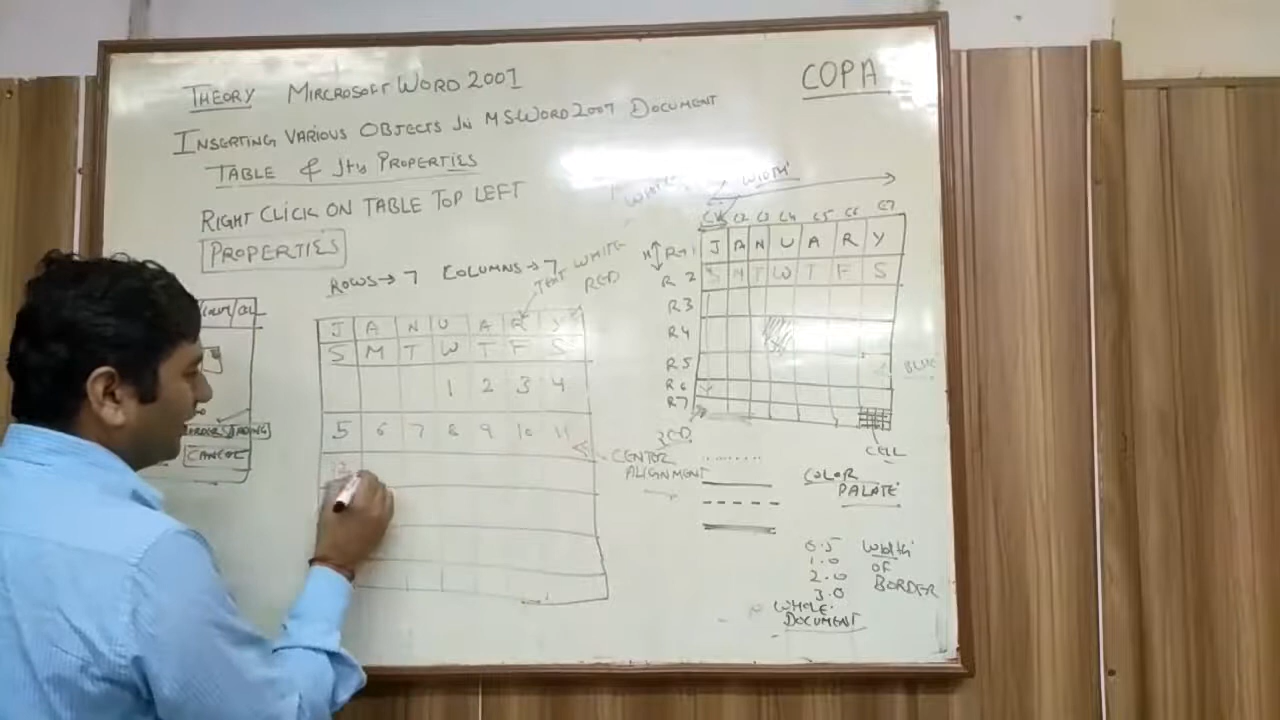 THEORY MIRCROSOFT WORD 2007
COPA
INSERTING VARIOUS OBJECTS IN MS WORD 2007 DOCUMENT
TABLE & Its PROPERTIES
RIGHT CLICK ON TABLE TOP LEFT
PROPERTIES
ROWS → 7 COLUMNS → 7
TEXT WHITE
RED
J A N U A R Y
S M T W T F S
1 2 3 4
5 6 7 8 9 10 11
12
CENTER
ALIGNMENT
CANCEL
WHITE
WIDTH
C1 C2 C3 C4 C5 C6 C7
H R1 J A N U A R Y
R2 S M T W T F S
R3
R4
R5
R6
R7
BLUE
RED
CELL
COLOR
PALATE
0.5
1.0
2.0
3.0
WIDTH
OF
BORDER
WHOLE
DOCUMENT